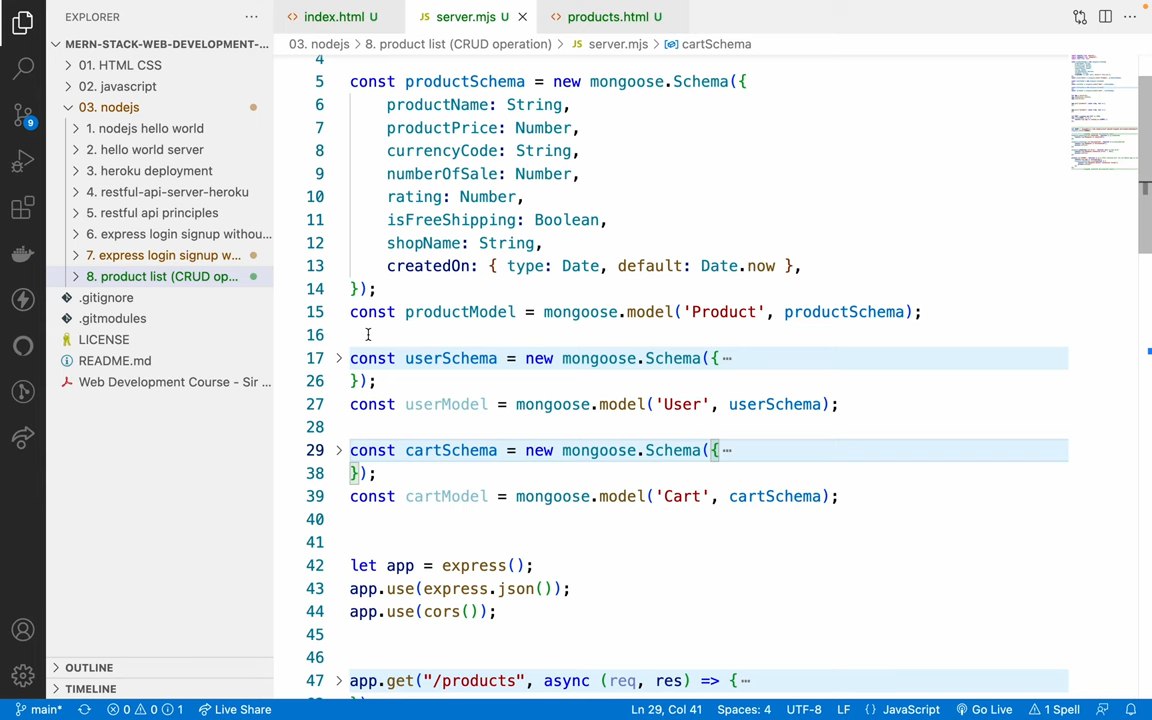 EXPLORER
MERN-STACK-WEB-DEVELOPMENT-...
01. HTML CSS
02. javascript
03. nodejs
1. nodejs hello world
2. hello world server
3. heroku deployment
4. restful-api-server-heroku
5. restful api principles
6. express login signup withou...
7. express login signup w...
8. product list (CRUD op...
.gitignore
.gitmodules
LICENSE
README.md
Web Development Course - Sir ...
OUTLINE
TIMELINE
9
index.html U
JS server.mjs U
products.html U
03. nodejs > 8. product list (CRUD operation) > JS server.mjs > cartSchema
4
5 const productSchema = new mongoose.Schema({
6 productName: String,
7 productPrice: Number,
8 currencyCode: String,
9 numberOfSale: Number,
10 rating: Number,
11 isFreeShipping: Boolean,
12 shopName: String,
13 createdOn: { type: Date, default: Date.now },
14 });
15 const productModel = mongoose.model('Product', productSchema);
16
17 const userSchema = new mongoose.Schema({ ...
26 });
27 const userModel = mongoose.model('User', userSchema);
28
29 const cartSchema = new mongoose.Schema({ ...
38 });
39 const cartModel = mongoose.model('Cart', cartSchema);
40
41
42 let app = express();
43 app.use(express.json());
44 app.use(cors());
45
46
47 app.get("/products", async (req, res) => { ...
main* 0 0 1 Live Share Ln 29, Col 41 Spaces: 4 UTF-8 LF {} JavaScript Go Live 1 Spell